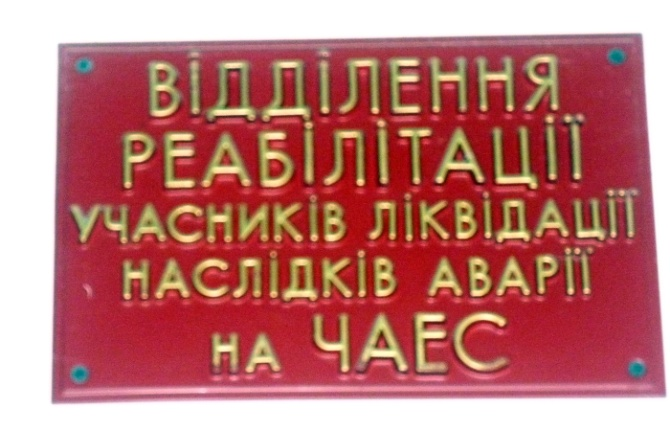 ВІДДІЛЕННЯ
РЕАБІЛІТАЦІЇ
УЧАСНИКІВ ЛІКВІДАЦІЇ
НАСЛІДКІВ АВАРІЇ
НА ЧАЕС